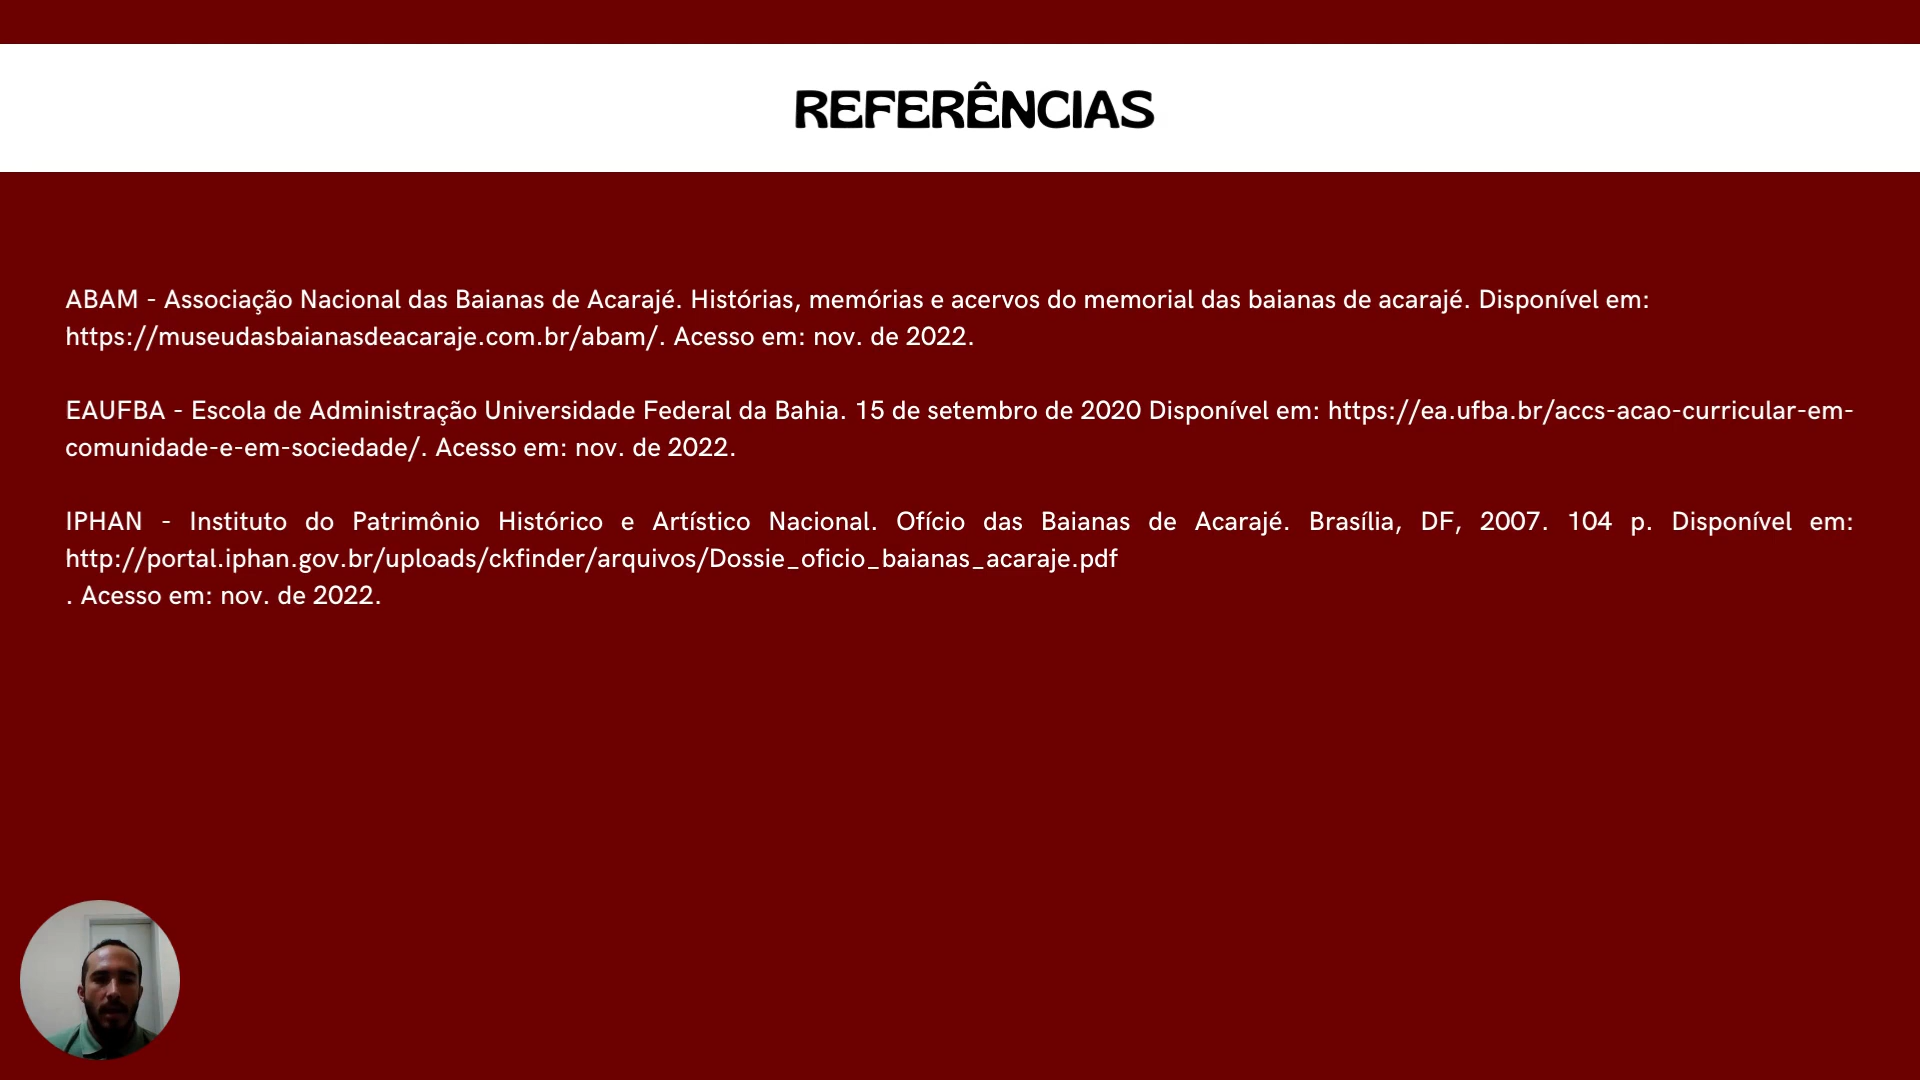 REFERÊNCIAS
ABAM - Associação Nacional das Baianas de Acarajé. Histórias, memórias e acervos do memorial das baianas de acarajé. Disponível em:
https://museudasbaianasdeacaraje.com.br/abam/. Acesso em: nov. de 2022.
EAUFBA - Escola de Administração Universidade Federal da Bahia. 15 de setembro de 2020 Disponível em: https://ea.ufba.br/accs-acao-curricular-em-
comunidade-e-em-sociedade/. Acesso em: nov. de 2022.
IPHAN - Instituto do Patrimônio Histórico e Artístico Nacional. Ofício das Baianas de Acarajé. Brasília, DF, 2007. 104 p. Disponível em:
http://portal.iphan.gov.br/uploads/ckfinder/arquivos/Dossie_oficio_baianas_acaraje.pdf
. Acesso em: nov. de 2022.